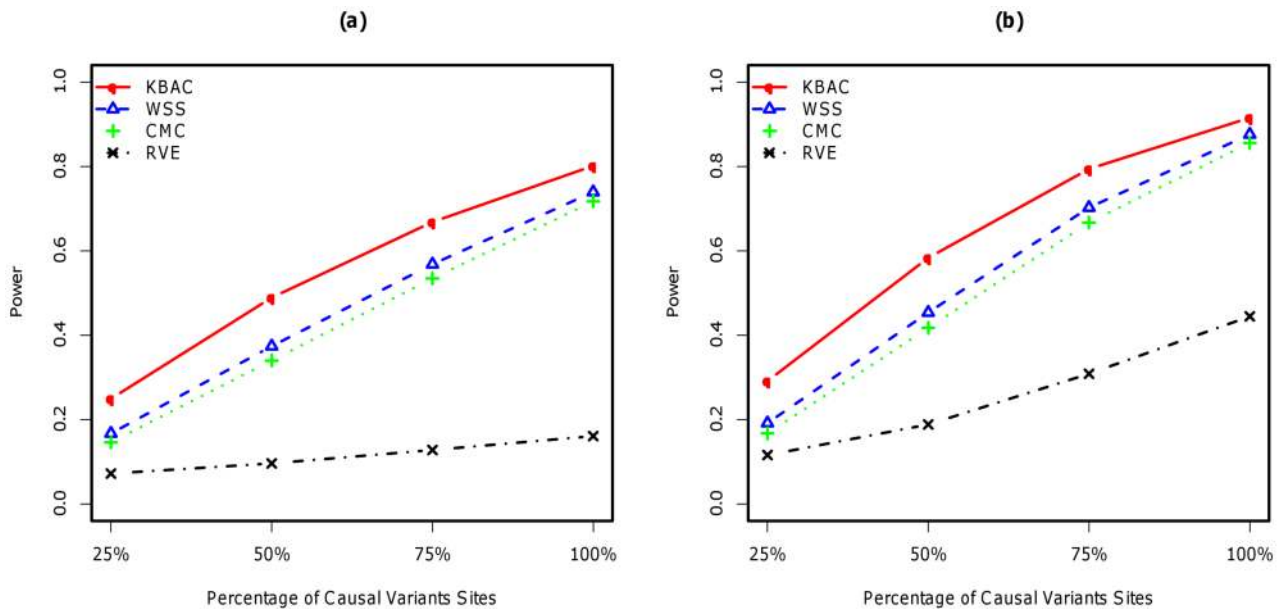 (a)
KBAC
WSS
CMC
RVE
1.0
0.8
0.6
0.4
0.2
0.0
Power
25% 50% 75% 100%
Percentage of Causal Variants Sites
(b)
KBAC
WSS
CMC
RVE
1.0
0.8
0.6
0.4
0.2
0.0
Power
25% 50% 75% 100%
Percentage of Causal Variants Sites